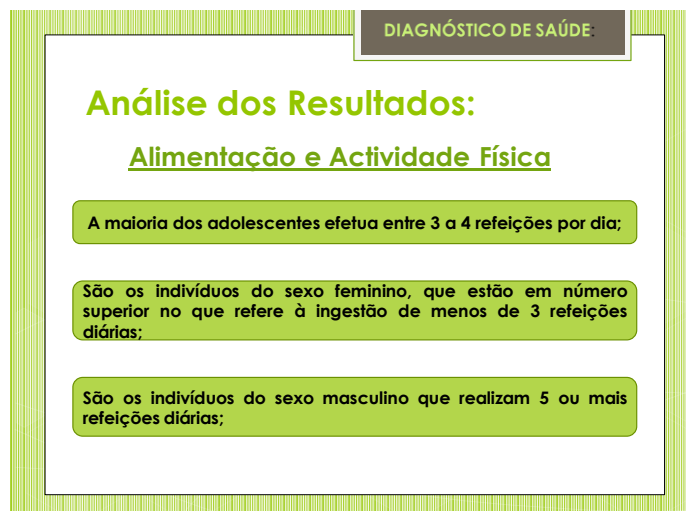 DIAGNÓSTICO DE SAÚDE:
Análise dos Resultados:
Alimentação e Actividade Física
A maioria dos adolescentes efetua entre 3 a 4 refeições por dia;
São os indivíduos do sexo feminino, que estão em número
superior no que refere à ingestão de menos de 3 refeições
diárias;
São os indivíduos do sexo masculino que realizam 5 ou mais
refeições diárias;